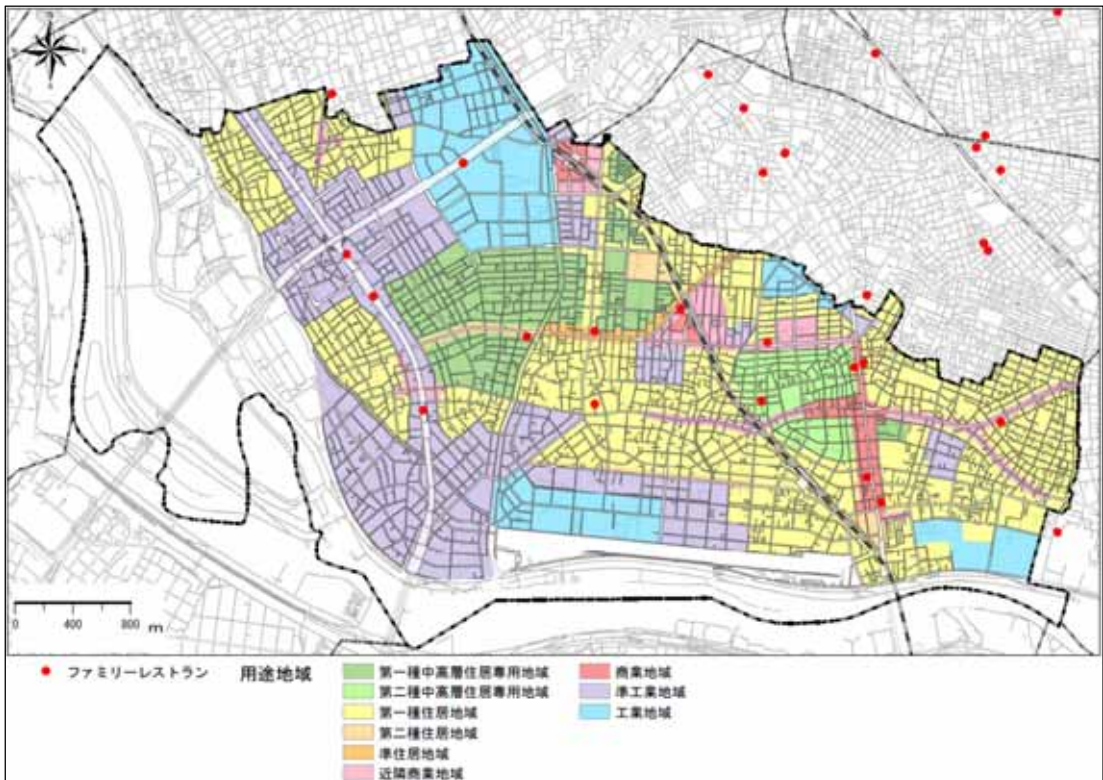 0 400 800 m
ファミリーレストラン
用途地域
第一種中高層住居専用地域
第二種中高層住居専用地域
第一種住居地域
第二種住居地域
準住居地域
近隣商業地域
商業地域
準工業地域
工業地域